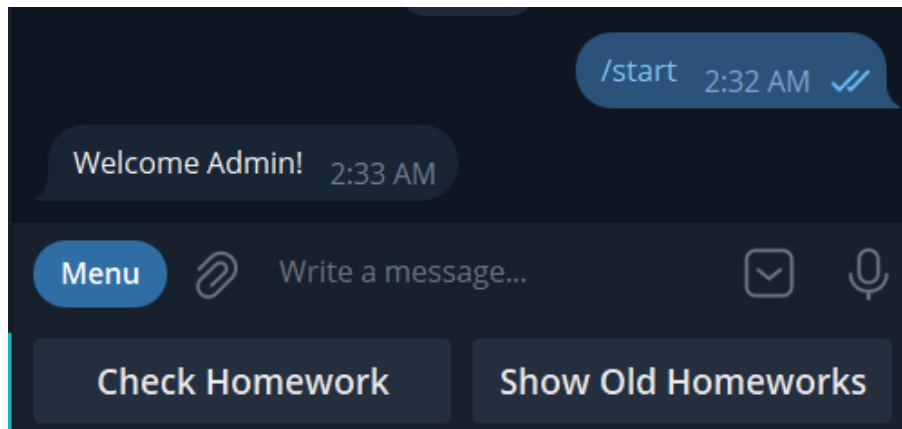 /start 2:32 AM
Welcome Admin! 2:33 AM
Menu Write a message...
Check Homework Show Old Homeworks